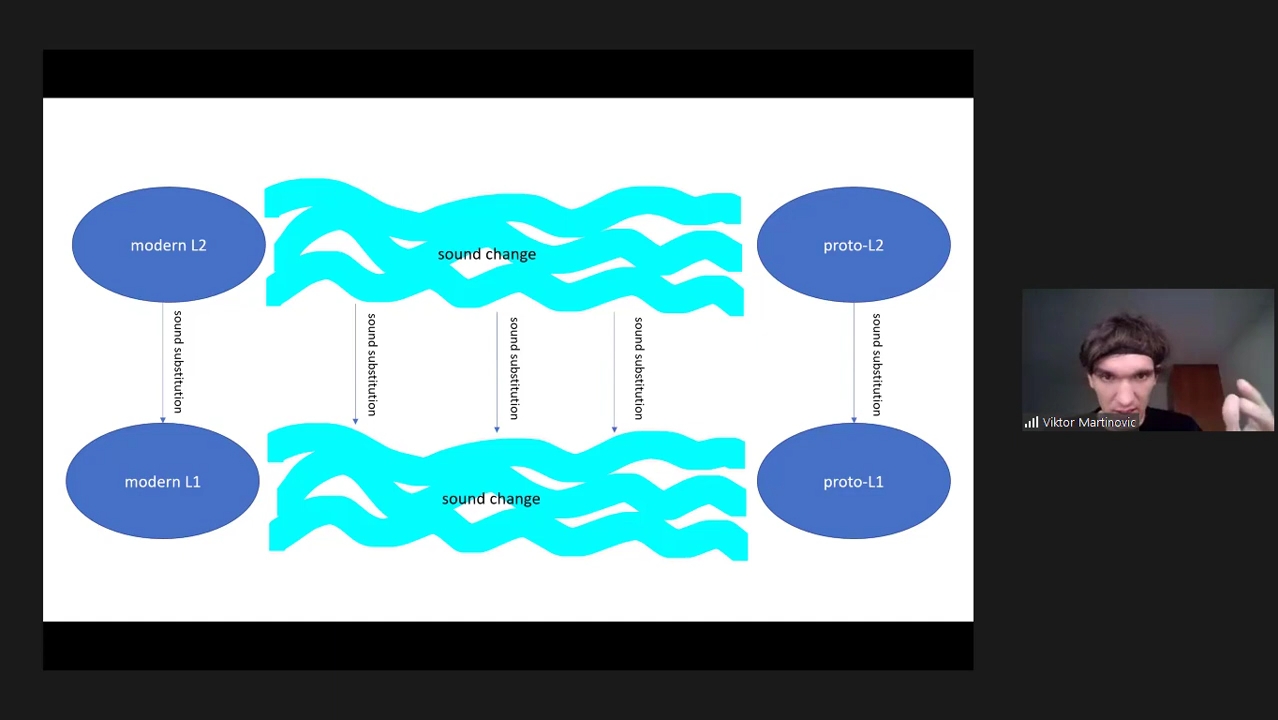 modern L2
sound change
proto-L2
sound substitution
sound substitution
sound substitution
sound substitution
sound substitution
modern L1
sound change
proto-L1
Viktor Martinovic